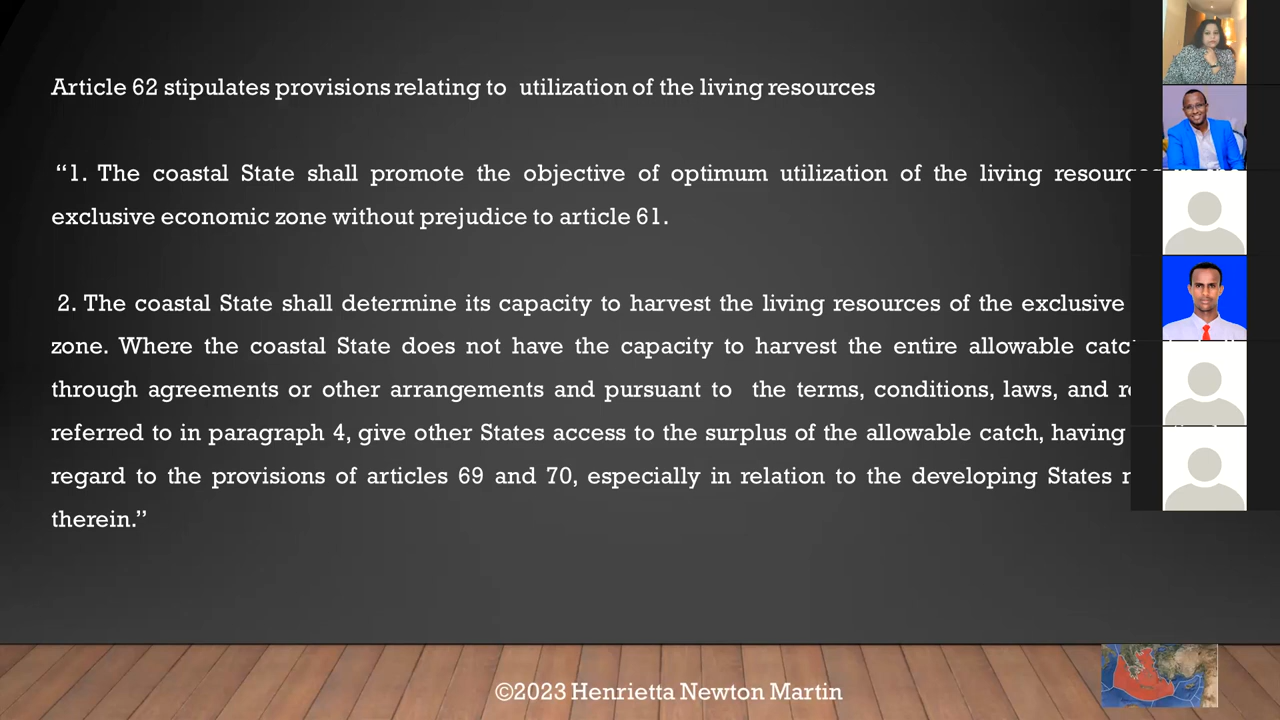 Article 62 stipulates provisions relating to utilization of the living resources
“1. The coastal State shall promote the objective of optimum utilization of the living
exclusive economic zone without prejudice to article 61.
2. The coastal State shall determine its capacity to harvest the living resources of the exclusive
zone. Where the coastal State does not have the capacity to harvest the entire allowable
through agreements or other arrangements and pursuant to the terms, conditions, laws, and
referred to in paragraph 4, give other States access to the surplus of the allowable catch, having
regard to the provisions of articles 69 and 70, especially in relation to the developing States
therein.”
©2023 Henrietta Newton Martin